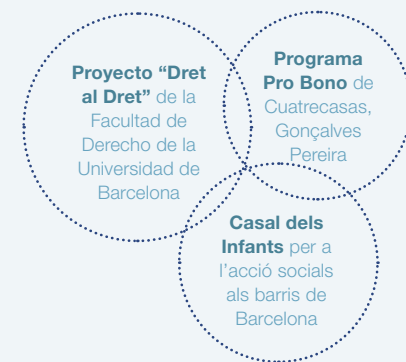 Proyecto “Dret
al Dret” de la
Facultad de
Derecho de la
Universidad de
Barcelona
Programa
Pro Bono de
Cuatrecasas,
Gonçalves
Pereira
Casal dels
Infants per a
l’acció socials
als barris de
Barcelona